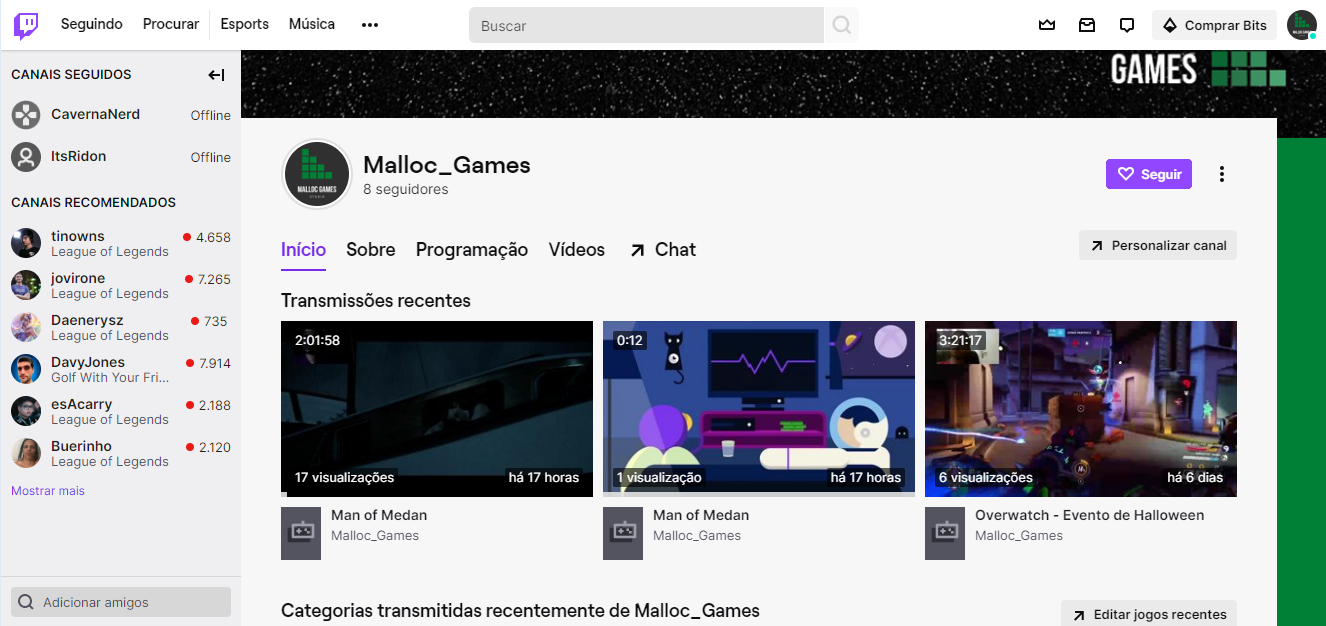 Seguindo
Procurar
Esports
Música
Buscar
Comprar Bits
CANAIS SEGUIDOS
CavernaNerd
Offline
ItsRidon
Offline
CANAIS RECOMENDADOS
tinowns
4.658
League of Legends
jovirone
7.265
League of Legends
Daenerysz
735
League of Legends
DavyJones
7.914
Golf With Your Fri...
esAcarry
2.188
League of Legends
Buerinho
2.120
League of Legends
Mostrar mais
Adicionar amigos
GAMES
MALLOC GAMES
Malloc_Games
8 seguidores
Seguir
Início
Sobre
Programação
Vídeos
Chat
Personalizar canal
Transmissões recentes
2:01:58
17 visualizações
há 17 horas
Man of Medan
Malloc_Games
0:12
1 visualização
há 17 horas
Man of Medan
Malloc_Games
3:21:17
6 visualizações
há 6 dias
Overwatch - Evento de Halloween
Malloc_Games
Categorias transmitidas recentemente de Malloc_Games
Editar jogos recentes